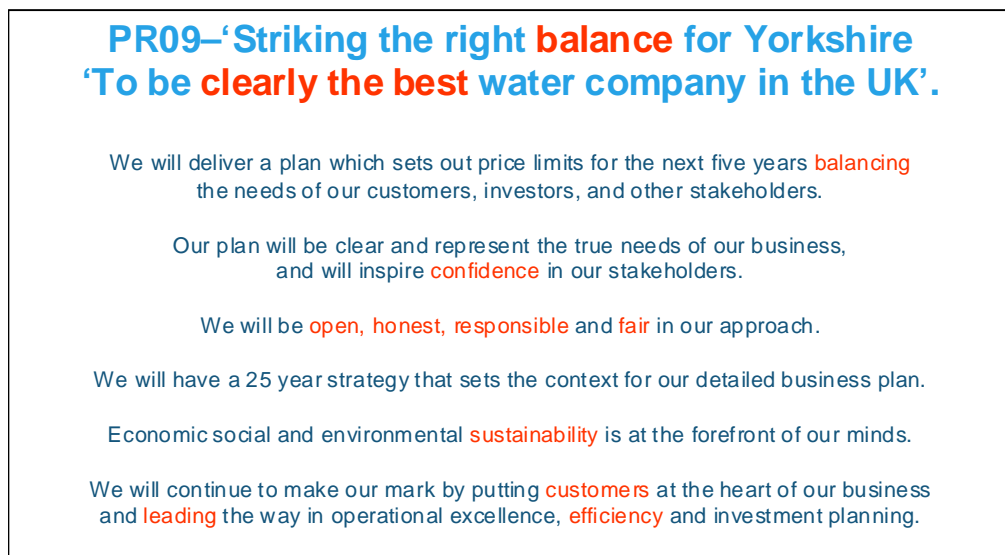 PR09–‘Striking the right balance for Yorkshire
‘To be clearly the best water company in the UK’.
We will deliver a plan which sets out price limits for the next five years balancing
the needs of our customers, investors, and other stakeholders.
Our plan will be clear and represent the true needs of our business,
and will inspire confidence in our stakeholders.
We will be open, honest, responsible and fair in our approach.
We will have a 25 year strategy that sets the context for our detailed business plan.
Economic social and environmental sustainability is at the forefront of our minds.
We will continue to make our mark by putting customers at the heart of our business
and leading the way in operational excellence, efficiency and investment planning.